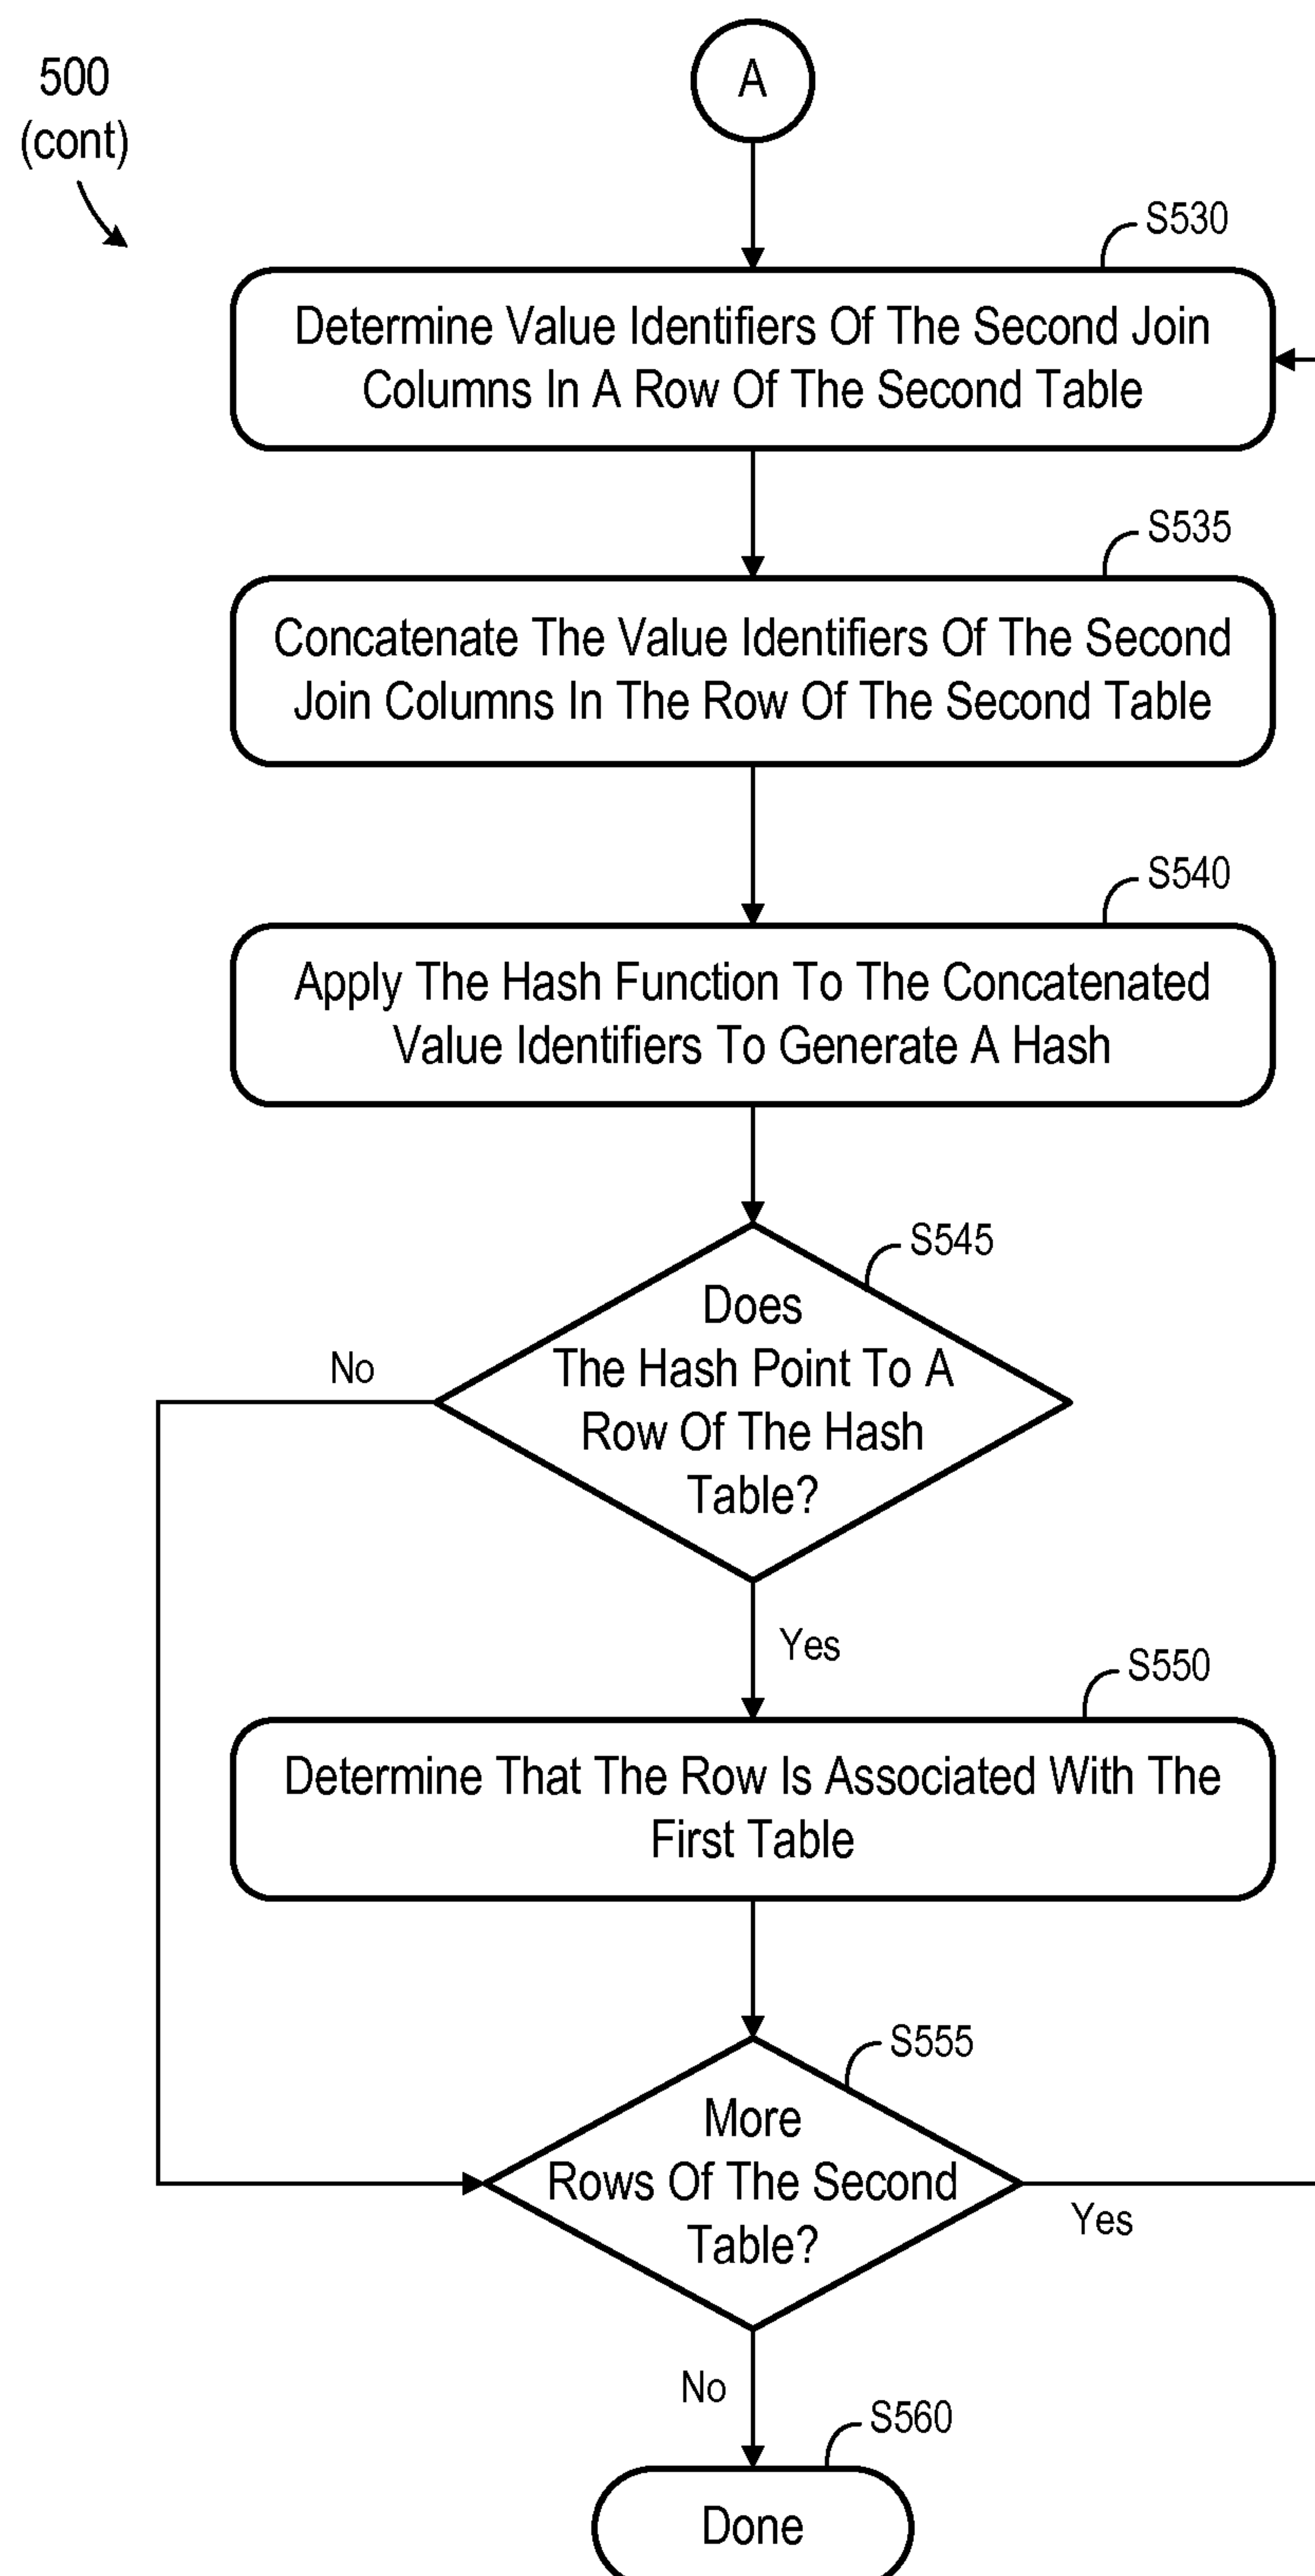 500
(cont)
A
S530
Determine Value Identifiers Of The Second Join
Columns In A Row Of The Second Table
S535
Concatenate The Value Identifiers Of The Second
Join Columns In The Row Of The Second Table
S540
Apply The Hash Function To The Concatenated
Value Identifiers To Generate A Hash
S545
Does
The Hash Point To A
Row Of The Hash
Table?
No
Yes
S550
Determine That The Row Is Associated With The
First Table
S555
More
Rows Of The Second
Table?
Yes
No
S560
Done